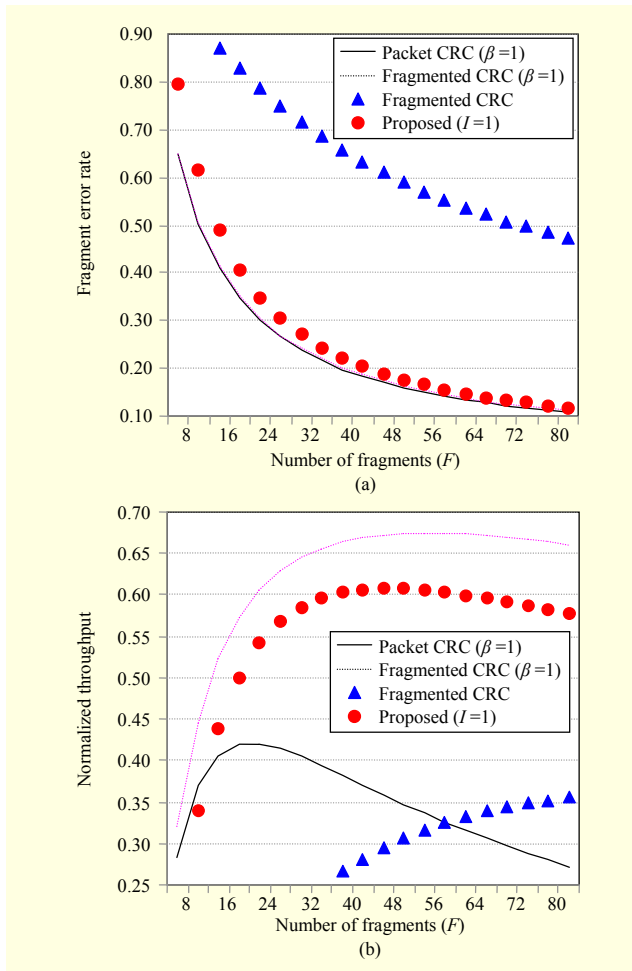 0.90
0.80
0.70
0.60
0.50
0.40
0.30
0.20
0.10
Fragment error rate
Packet CRC (β=1)
Fragmented CRC (β=1)
Fragmented CRC
Proposed (I=1)
8 16 24 32 40 48 56 64 72 80
Number of fragments (F)
(a)
0.70
0.65
0.60
0.55
0.50
0.45
0.40
0.35
0.30
0.25
Normalized throughput
Packet CRC (β=1)
Fragmented CRC (β=1)
Fragmented CRC
Proposed (I=1)
8 16 24 32 40 48 56 64 72 80
Number of fragments (F)
(b)